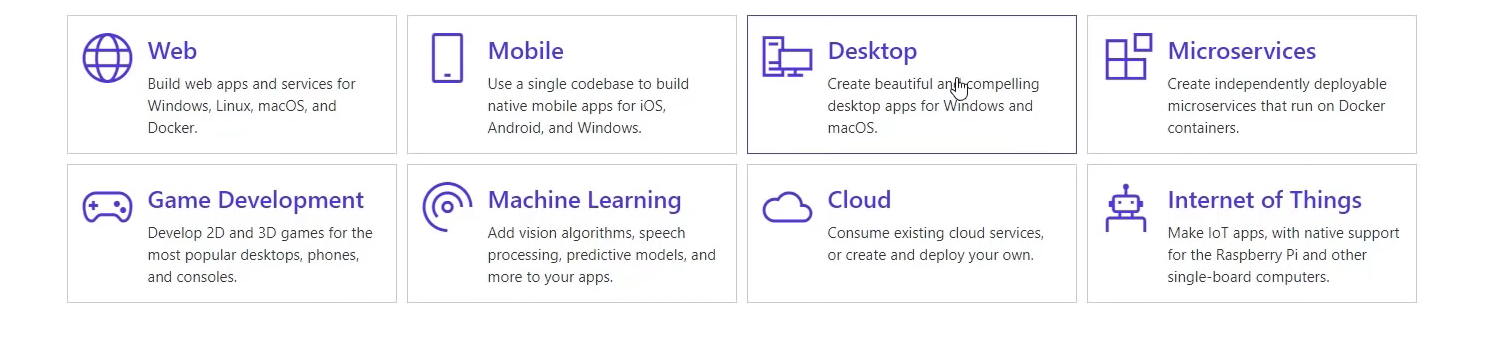 Web
Build web apps and services for
Windows, Linux, macOS, and
Docker.
Mobile
Use a single codebase to build
native mobile apps for iOS,
Android, and Windows.
Desktop
Create beautiful and compelling
desktop apps for Windows and
macOS.
Microservices
Create independently deployable
microservices that run on Docker
containers.
Game Development
Develop 2D and 3D games for the
most popular desktops, phones,
and consoles.
Machine Learning
Add vision algorithms, speech
processing, predictive models, and
more to your apps.
Cloud
Consume existing cloud services,
or create and deploy your own.
Internet of Things
Make IoT apps, with native support
for the Raspberry Pi and other
single-board computers.